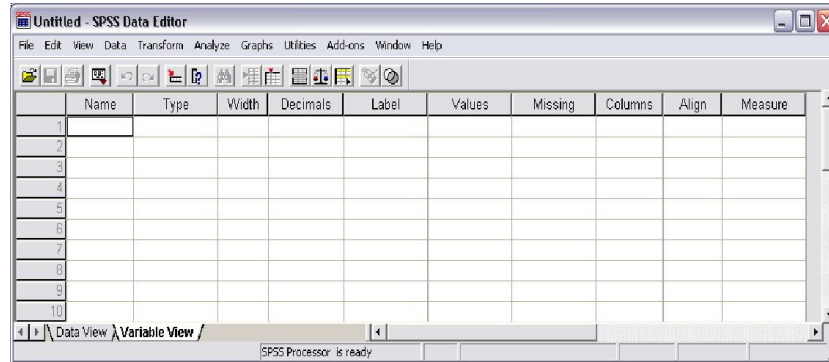 Untitled - SPSS Data Editor
File Edit View Data Transform Analyze Graphs Utilities Add-ons Window Help
Name Type Width Decimals Label Values Missing Columns Align Measure
1
2
3
4
5
6
7
8
9
10
Data View Variable View
SPSS Processor is ready